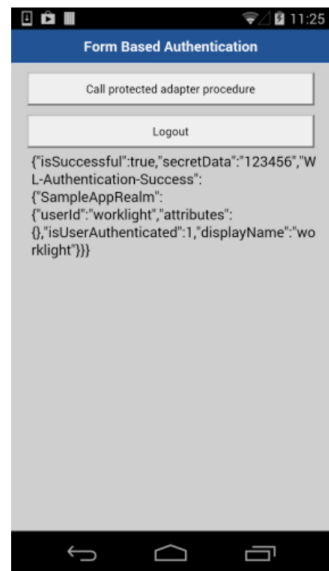 11:25
Form Based Authentication
Call protected adapter procedure
Logout
{"isSuccessful":true,"secretData":"123456","W
L-Authentication-Success":
{"SampleAppRealm":
{"userId":"worklight","attributes":
{},"isUserAuthenticated":1,"displayName":"wo
rklight"}}}